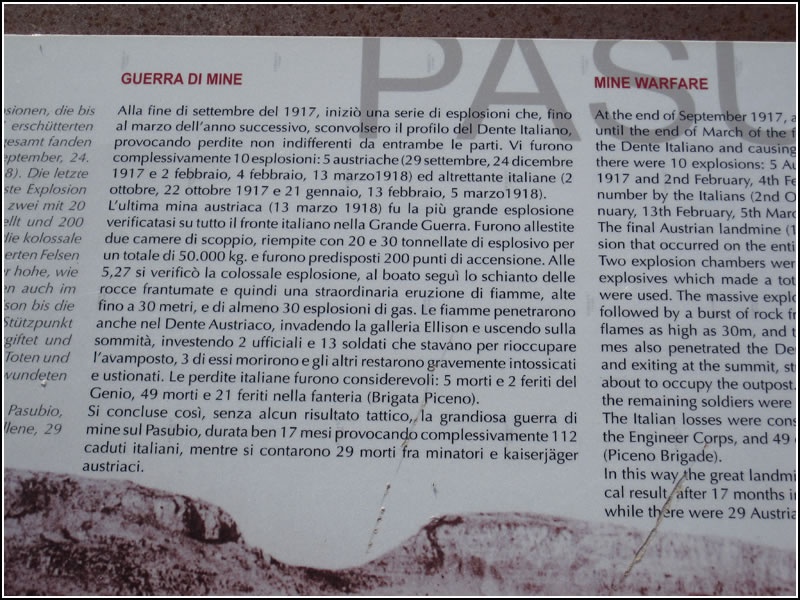 PASU
GUERRA DI MINE
Alla fine di settembre del 1917, iniziò una serie di esplosioni che, fino
al marzo dell'anno successivo, sconvolsero il profilo del Dente Italiano,
provocando perdite non indifferenti da entrambe le parti. Vi furono
complessivamente 10 esplosioni: 5 austriache (29 settembre, 24 dicembre
1917 e 2 febbraio, 4 febbraio, 13 marzo1918) ed altrettante italiane (2
ottobre, 22 ottobre 1917 e 21 gennaio, 13 febbraio, 5 marzo1918).
L'ultima mina austriaca (13 marzo 1918) fu la più grande esplosione
verificatasi su tutto il fronte italiano nella Grande Guerra. Furono allestite
due camere di scoppio, riempite con 20 e 30 tonnellate di esplosivo per
un totale di 50.000 kg. e furono predisposti 200 punti di accensione. Alle
5,27 si verificò la colossale esplosione, al boato seguì lo schianto delle
rocce frantumate e quindi una straordinaria eruzione di fiamme, alte
fino a 30 metri, e di almeno 30 esplosioni di gas. Le fiamme penetrarono
anche nel Dente Austriaco, invadendo la galleria Ellison e uscendo sulla
sommità, investendo 2 ufficiali e 13 soldati che stavano per rioccupare
l'avamposto, 3 di essi morirono e gli altri restarono gravemente intossicati
e ustionati. Le perdite italiane furono considerevoli: 5 morti e 2 feriti del
Genio, 49 morti e 21 feriti nella fanteria (Brigata Piceno).
Si concluse così, senza alcun risultato tattico, la grandiosa guerra di
mine sul Pasubio, durata ben 17 mesi provocando complessivamente 112
caduti italiani, mentre si contarono 29 morti fra minatori e kaiserjäger
austriaci.
sionen, die bis
erschütterten
gesamt fanden
eptember, 24.
8). Die letzte
ste Explosion
zwei mit 20
ellt und 200
die kolossale
erten Felsen
r hohe, wie
n auch im
son bis die
Stützpunkt
giftet und
Toten und
wundeten
Pasubio,
llene, 29
MINE WARFARE
At the end of September 1917, a
until the end of March of the f
the Dente Italiano and causing
there were 10 explosions: 5 Au
1917 and 2nd February, 4th Fe
number by the Italians (2nd O
nuary, 13th February, 5th Marc
The final Austrian landmine (1
sion that occurred on the enti
Two explosion chambers were
explosives which made a tot
were used. The massive explo
followed by a burst of rock fr
flames as high as 30m, and t
mes also penetrated the De
and exiting at the summit, st
about to occupy the outpost.
the remaining soldiers were
The Italian losses were cons
the Engineer Corps, and 49
(Piceno Brigade).
In this way the great landmi
cal result, after 17 months i
while there were 29 Austria